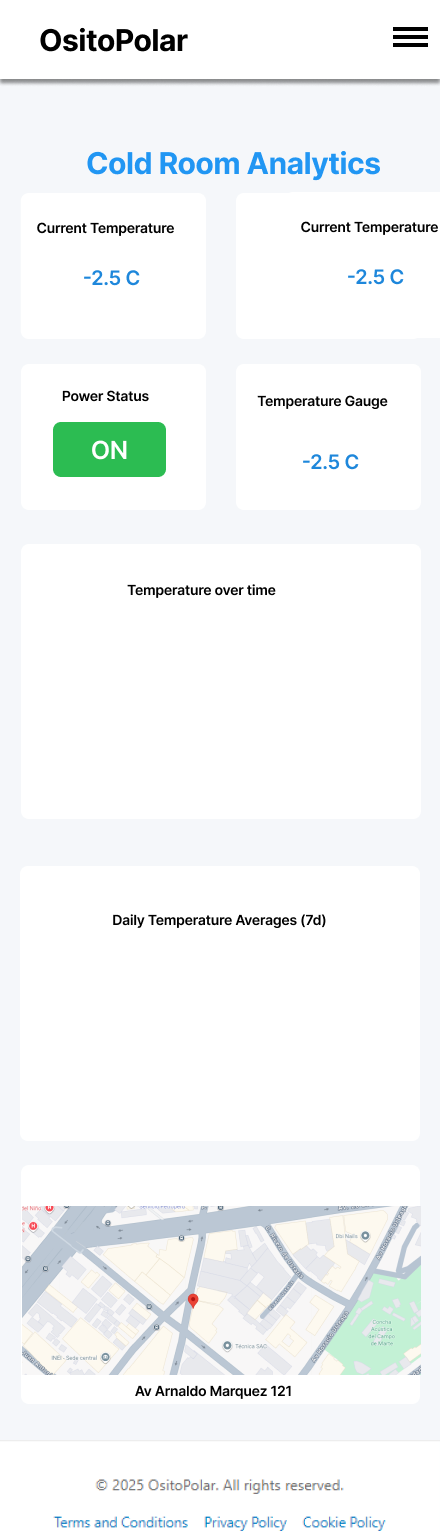 OsitoPolar
Cold Room Analytics
Current Temperature
-2.5 C
Current Temperature
-2.5 C
Power Status
ON
Temperature Gauge
-2.5 C
Temperature over time
Daily Temperature Averages (7d)
del Niño
Dlo Nails
Concha
Acústica
del Campo
de Marte
Técnica SAC
INEI - Sede central
Av Arnaldo Marquez 121
© 2025 OsitoPolar. All rights reserved.
Terms and Conditions Privacy Policy Cookie Policy